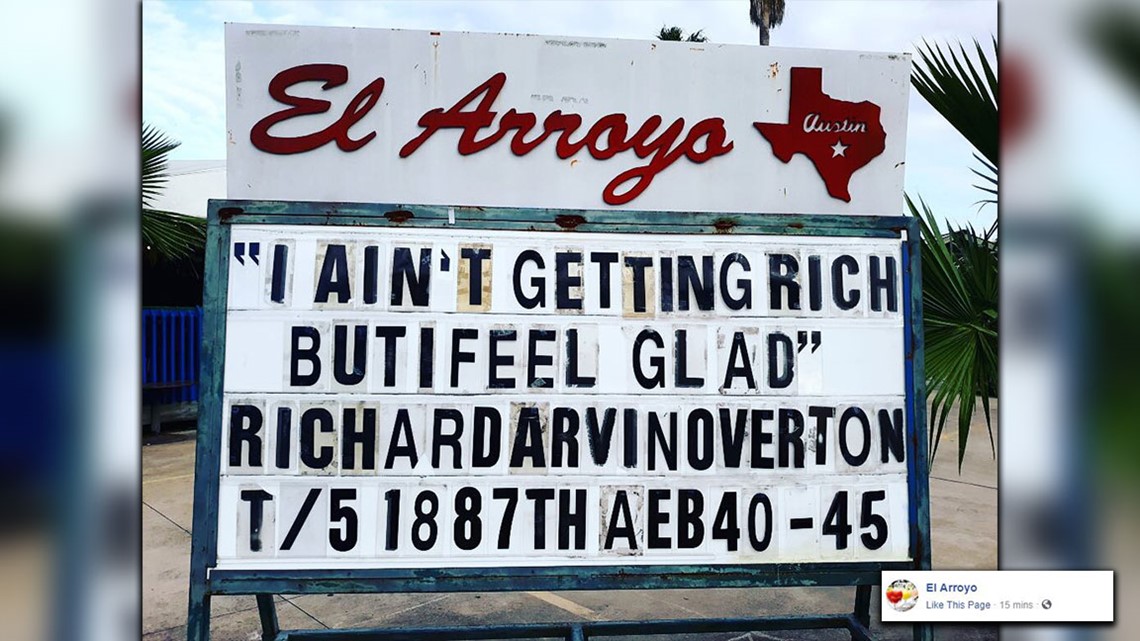 El Arroyo
Austin
"I AIN'T GETTING RICH
BUT I FEEL GLAD"
RICHARD ARVIN OVERTON
T/5 1887TH AEB 40-45
El Arroyo
Like This Page · 15 mins ·